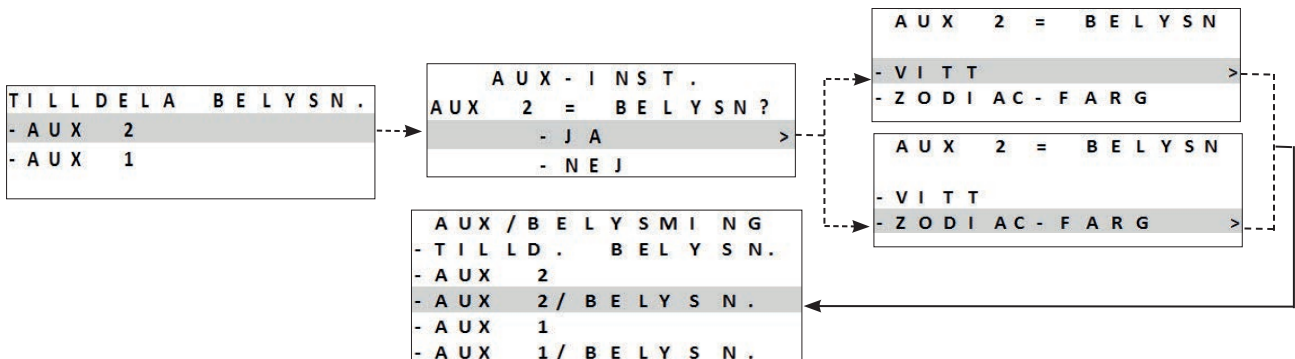 TILLDELA BELYSN.
-AUX 2
-AUX 1
AUX-INST.
AUX 2 = BELYSN?
-JA >
-NEJ
AUX 2 = BELYSN
-VITT >
-ZODIAC-FARG
AUX 2 = BELYSN
-VITT
-ZODIAC-FARG >
AUX/BELYSMING
-TILLD. BELYSN.
-AUX 2
-AUX 2/BELYSN.
-AUX 1
-AUX 1/BELYSN.